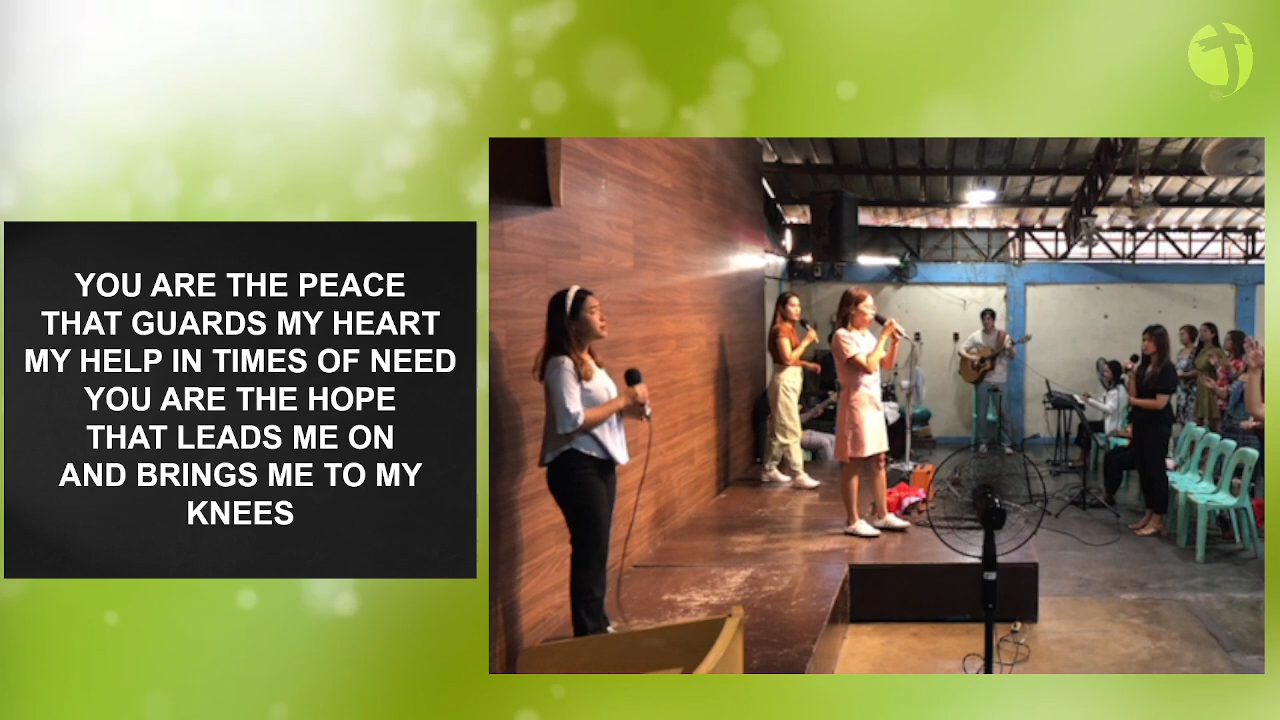 YOU ARE THE PEACE
THAT GUARDS MY HEART
MY HELP IN TIMES OF NEED
YOU ARE THE HOPE
THAT LEADS ME ON
AND BRINGS ME TO MY
KNEES